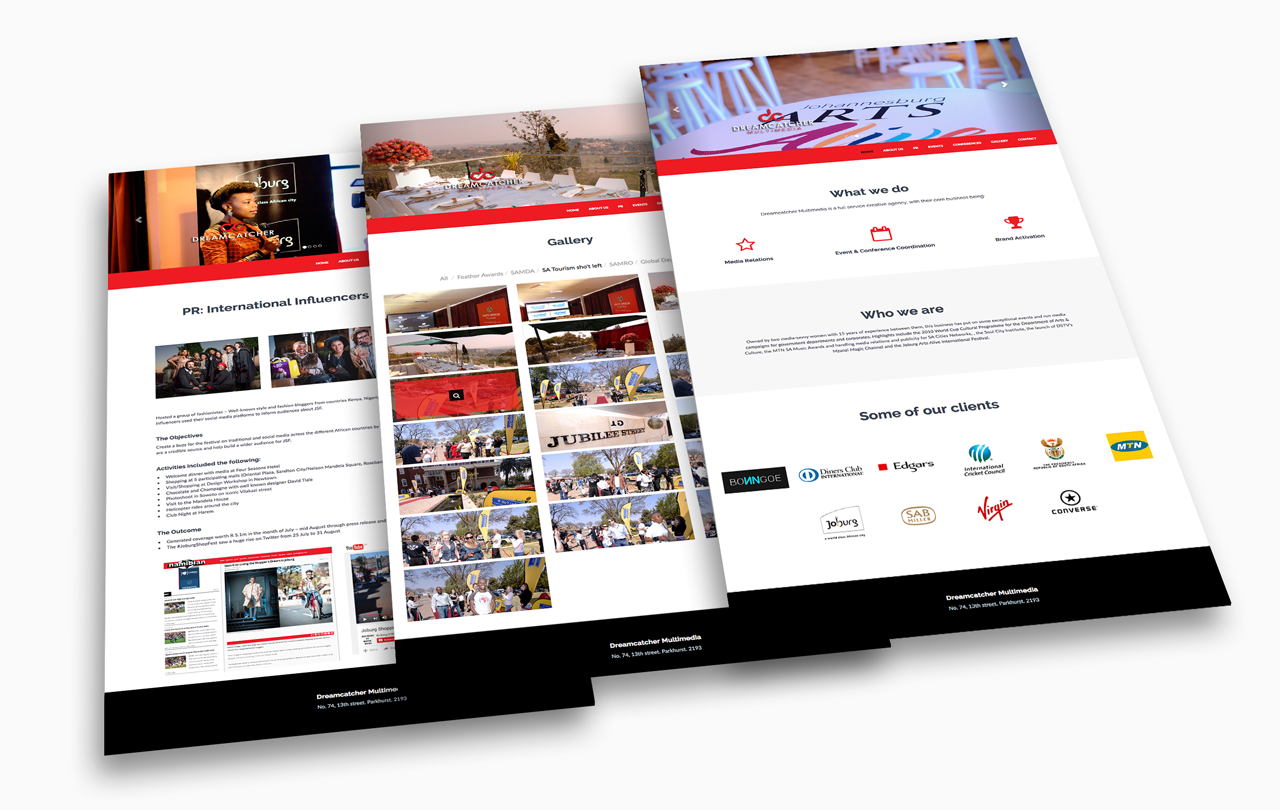 Joburg
class African city
DREAMCATCHER
HOME ABOUT US
PR: International Influencers
Hosted a group of fashionistas – Well-known style and fashion bloggers from countries Kenya,
Influencers used their social media platforms to inform audiences about JSF.
The Objectives
Create a buzz for the festival on traditional and social media across the different African countries
are a credible source and help build a wider audience for JSF.
Activities included the following:
Welcome dinner with media at Four Seasons Hotel
Shopping at 5 participating malls (Oriental Plaza, Sandton City/Nelson Mandela Square,
Visit/Shopping at Design Workshop in Newtown
Chocolate and Champagne with well known designer David Tlale
Photoshoot in Soweto on iconic Vilakazi street
Visit to the Mandela House
Helicopter rides around the city
Club Night at Harem
The Outcome
Generated coverage worth R 5.1m in the month of July – mid August through press release and
The #JoburgShopFest saw a huge rise on Twitter from 25 July to 31 August
namibian
Dreamcatcher Multime
No. 74, 13th street, Parkhurst, 2193
DREAMCATCHER
HOME ABOUT US PR EVENTS
Gallery
All / Feather Awards / SAMDA / SA Tourism sho't left / SAMRO / Global Da
JUBILEE STREET
Dreamcatcher Multimedia
No. 74, 13th street, Parkhurst, 2193
Johannesburg
ARTS
Alive
DREAMCATCHER
MULTIMEDIA
HOME ABOUT US PR EVENTS CONFERENCES GALLERY CONTACT
What we do
Dreamcatcher Multimedia is a full service creative agency, with their core business being:
Media Relations
Event & Conference Coordination
Brand Activation
Who we are
Owned by two media-savvy women with 15 years of experience between them, this business has put on some exceptional events and run media
campaigns for government departments and corporates. Highlights include the 2010 World Cup Cultural Programme for the Department of Arts &
Culture, the MTN SA Music Awards and handling media relations and publicity for SA Cities Networks, , the Soul City Institute, the launch of DSTV's
Mzansi Magic Channel and the Joburg Arts Alive International Festival.
Some of our clients
BONNGOE
Diners Club
INTERNATIONAL
Edgars
International
Cricket Council
THE PRESIDENCY
REPUBLIC OF SOUTH AFRICA
MTN
Joburg
a world class African city
SAB
MILLER
Virgin
CONVERSE
Dreamcatcher Multimedia
No. 74, 13th street, Parkhurst, 2193